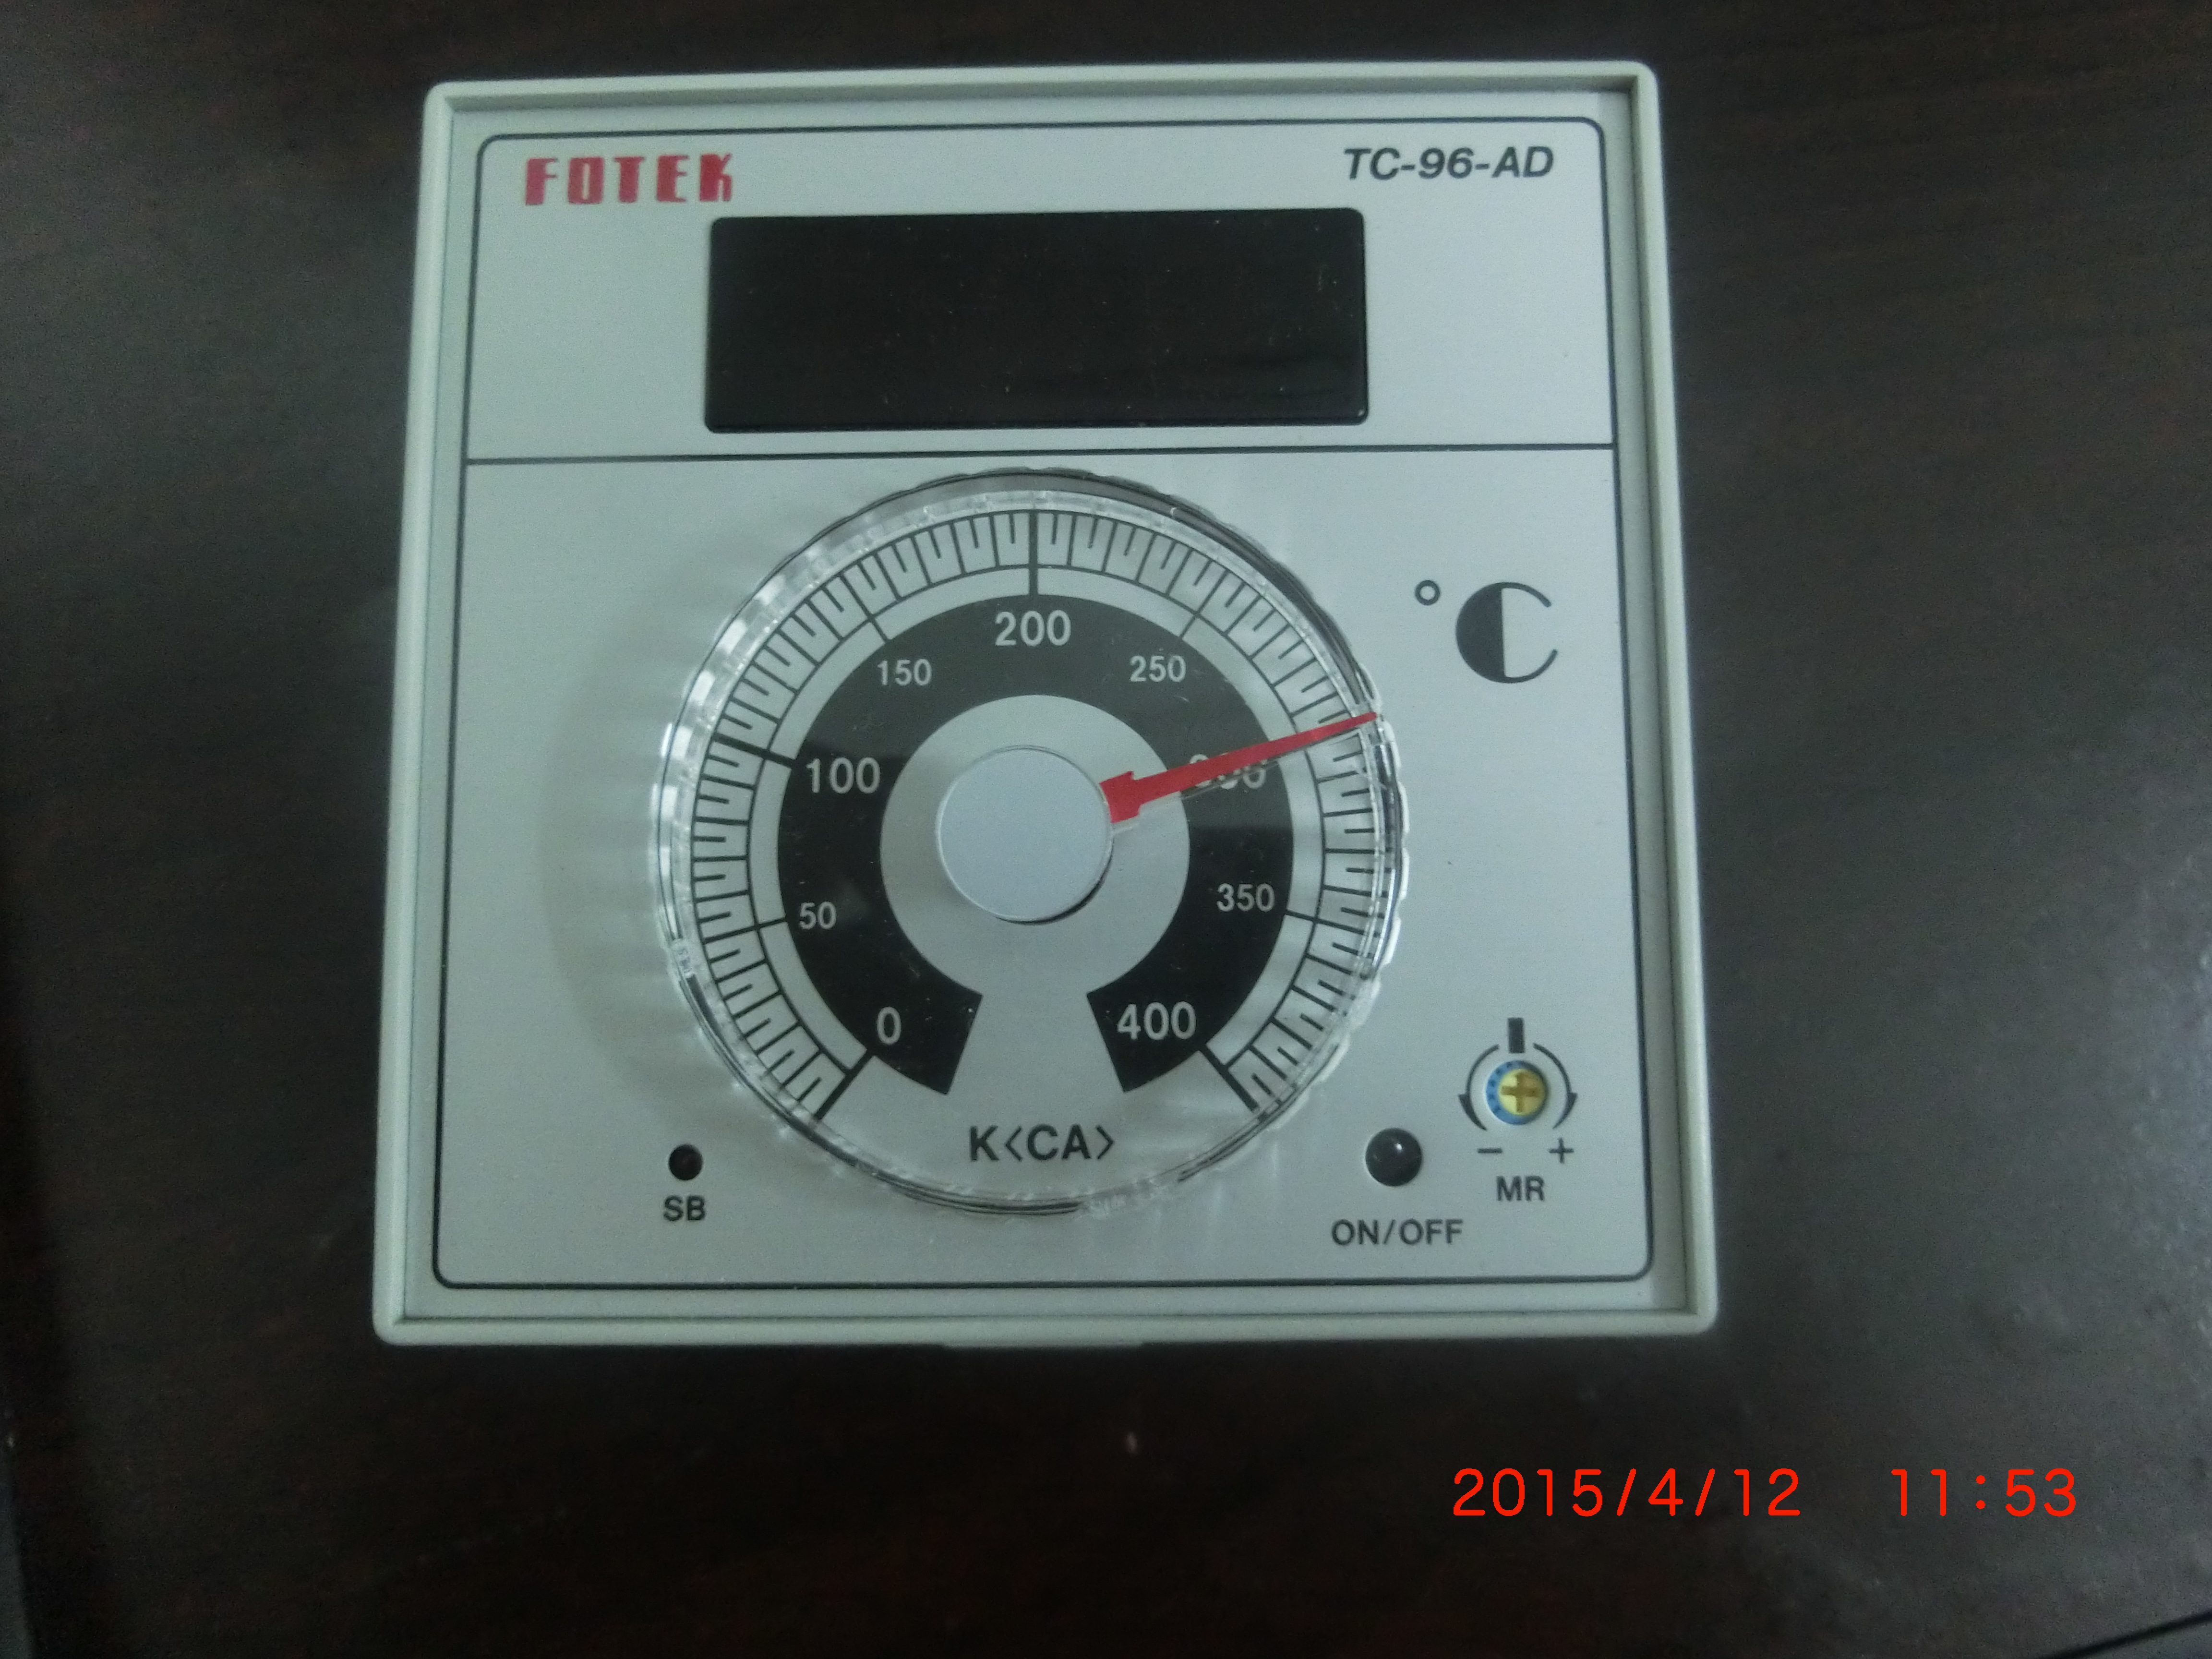 FOTEK
TC-96-AD
°C
200
150
250
100
300
50
350
0
400
K<CA>
SB
ON/OFF
- +
MR
2015/4/12 11:53